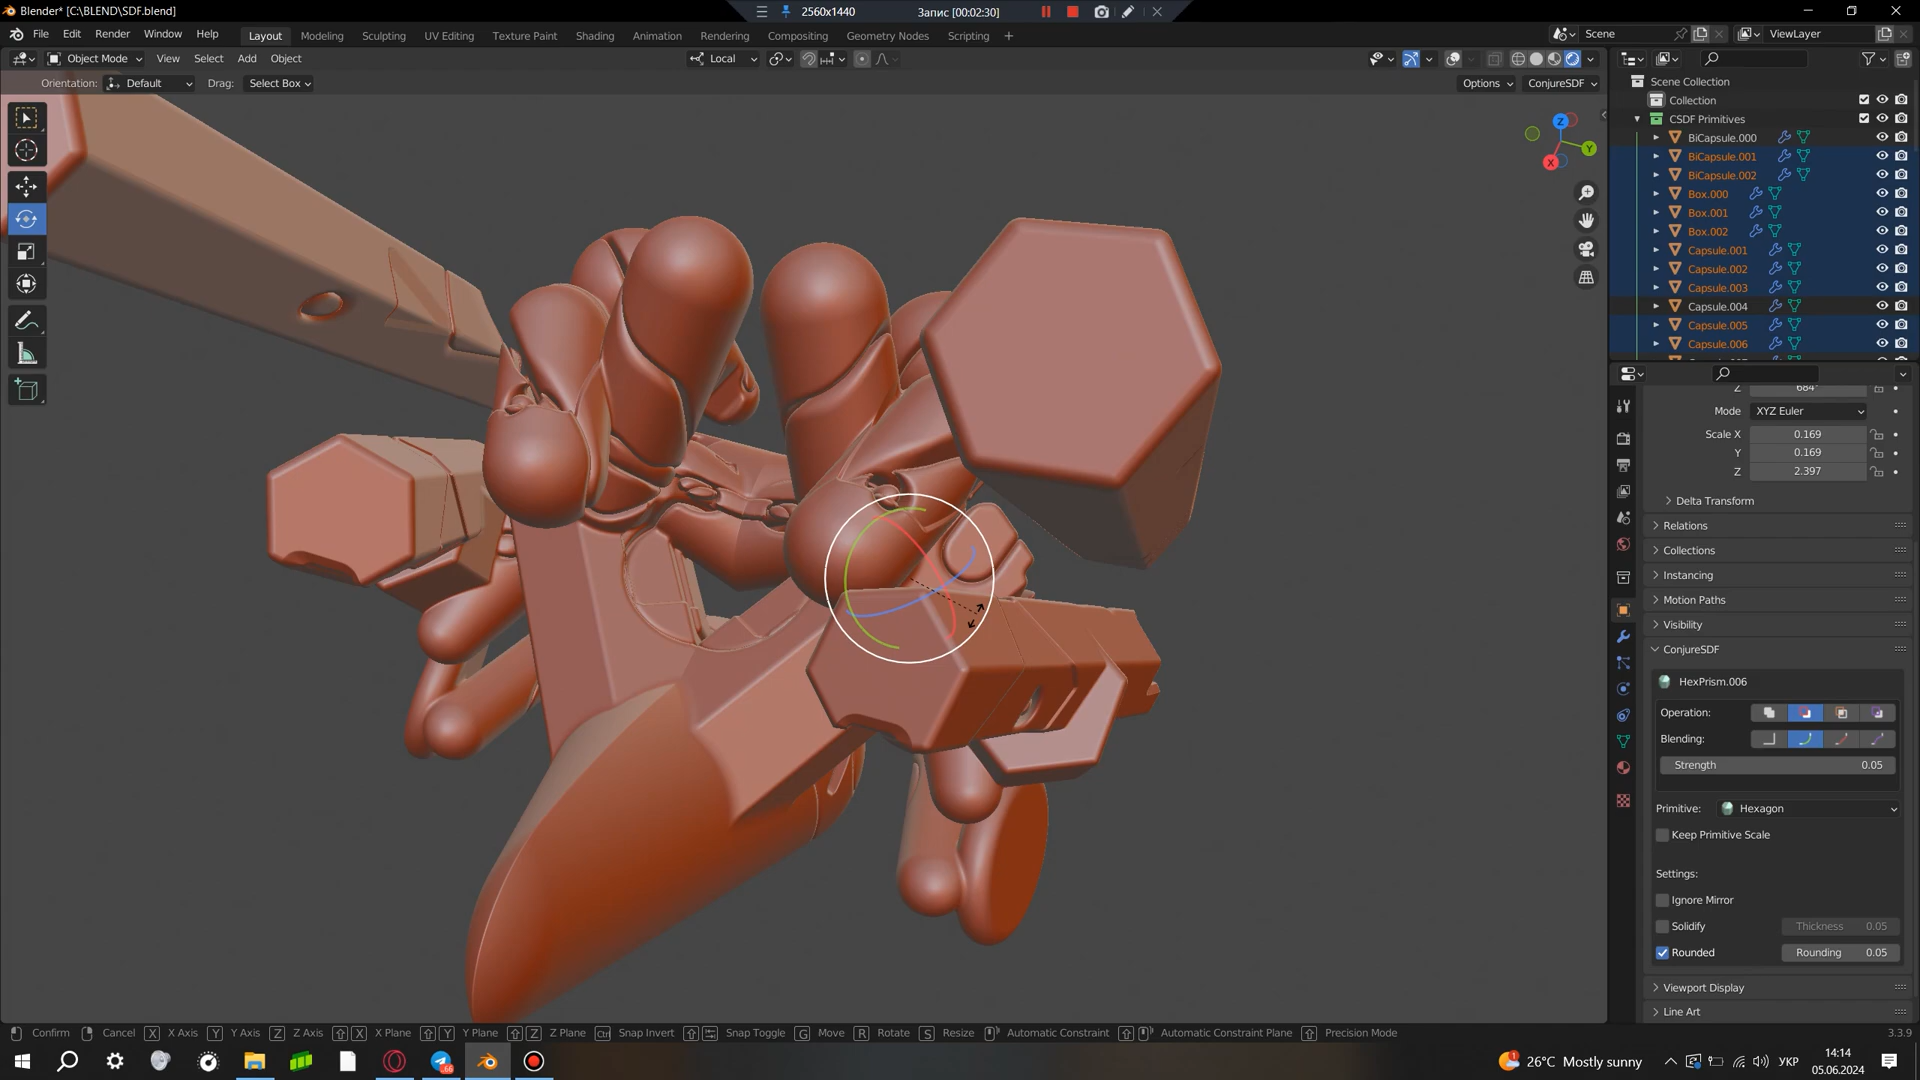 Blender* [C:\BLEND\SDF.blend]
2560x1440
Запис [00:02:30]
File Edit Render Window Help
Layout Modeling Sculpting UV Editing Texture Paint Shading Animation Rendering Compositing Geometry Nodes Scripting
Scene
ViewLayer
Object Mode View Select Add Object
Local
Orientation: Default Drag: Select Box
Options ConjureSDF
Z
Y
X
Scene Collection
Collection
CSDF Primitives
BiCapsule.000
BiCapsule.001
BiCapsule.002
Box.000
Box.001
Box.002
Capsule.001
Capsule.002
Capsule.003
Capsule.004
Capsule.005
Capsule.006
Z 684°
Mode XYZ Euler
Scale X 0.169
Y 0.169
Z 2.397
Delta Transform
Relations
Collections
Instancing
Motion Paths
Visibility
ConjureSDF
HexPrism.006
Operation:
Blending:
Strength 0.05
Primitive: Hexagon
Keep Primitive Scale
Settings:
Ignore Mirror
Solidify Thickness 0.05
Rounded Rounding 0.05
Viewport Display
Line Art
Confirm Cancel X X Axis Y Y Axis Z Z Axis X X Plane Y Y Plane Z Z Plane Ctrl Snap Invert Snap Toggle G Move R Rotate S Resize Automatic Constraint Automatic Constraint Plane Precision Mode
3.3.9
26°C Mostly sunny
УКР
14:14
05.06.2024